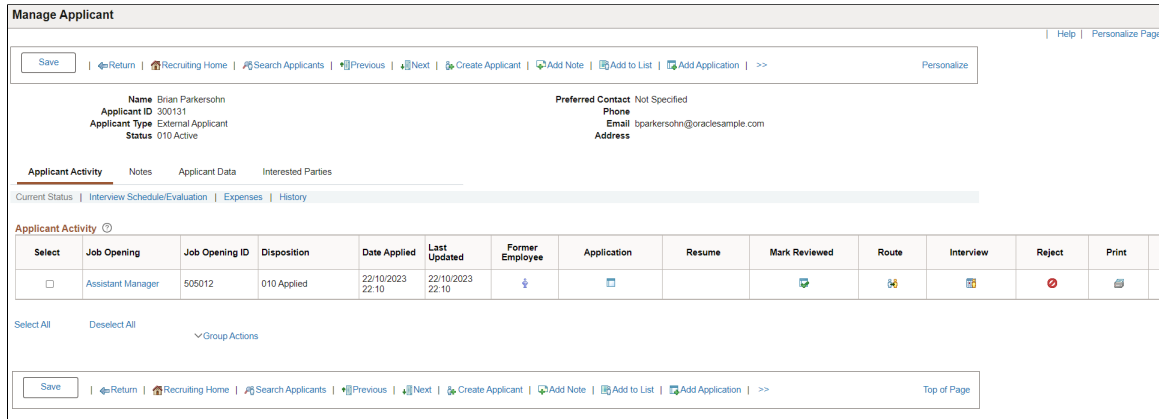 Manage Applicant
| Help | Personalize Page
Save | Return | Recruiting Home | Search Applicants | Previous | Next | Create Applicant | Add Note | Add to List | Add Application | >> Personalize
Name Brian Parkersohn Preferred Contact Not Specified
Applicant ID 300131 Phone
Applicant Type External Applicant Email bparkersohn@oraclesample.com
Status 010 Active Address
Applicant Activity Notes Applicant Data Interested Parties
Current Status | Interview Schedule/Evaluation | Expenses | History
Applicant Activity ?
Select Job Opening Job Opening ID Disposition Date Applied Last Updated Former Employee Application Resume Mark Reviewed Route Interview Reject Print
Assistant Manager 505012 010 Applied 22/10/2023 22:10 22/10/2023 22:10
Select All Deselect All
Group Actions
Save | Return | Recruiting Home | Search Applicants | Previous | Next | Create Applicant | Add Note | Add to List | Add Application | >> Top of Page